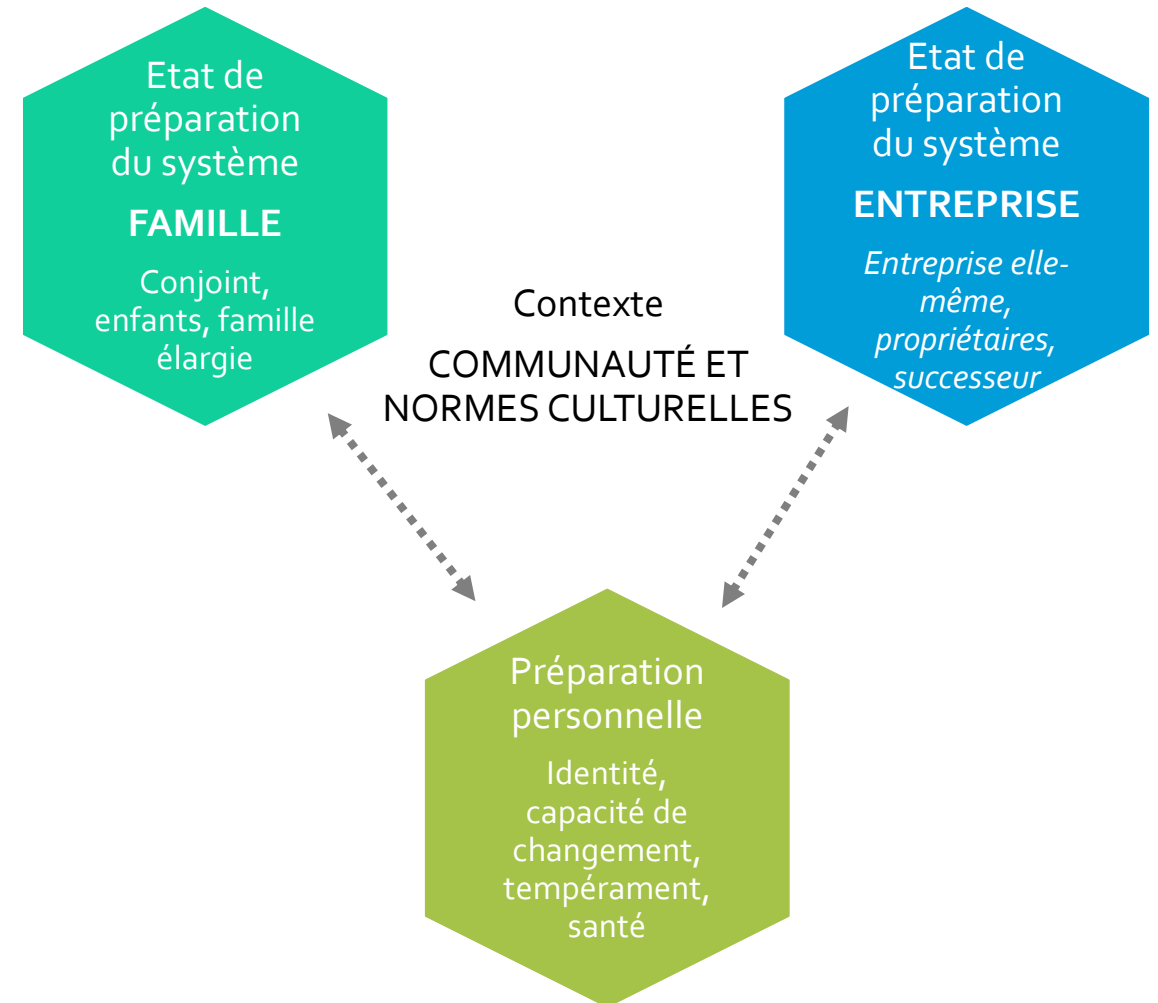 Etat de
préparation
du système
FAMILLE
Conjoint,
enfants, famille
élargie
Etat de
préparation
du système
ENTREPRISE
Entreprise elle-
même,
propriétaires,
successeur
Contexte
COMMUNAUTÉ ET
NORMES CULTURELLES
Préparation
personnelle
Identité,
capacité de
changement,
tempérament,
santé